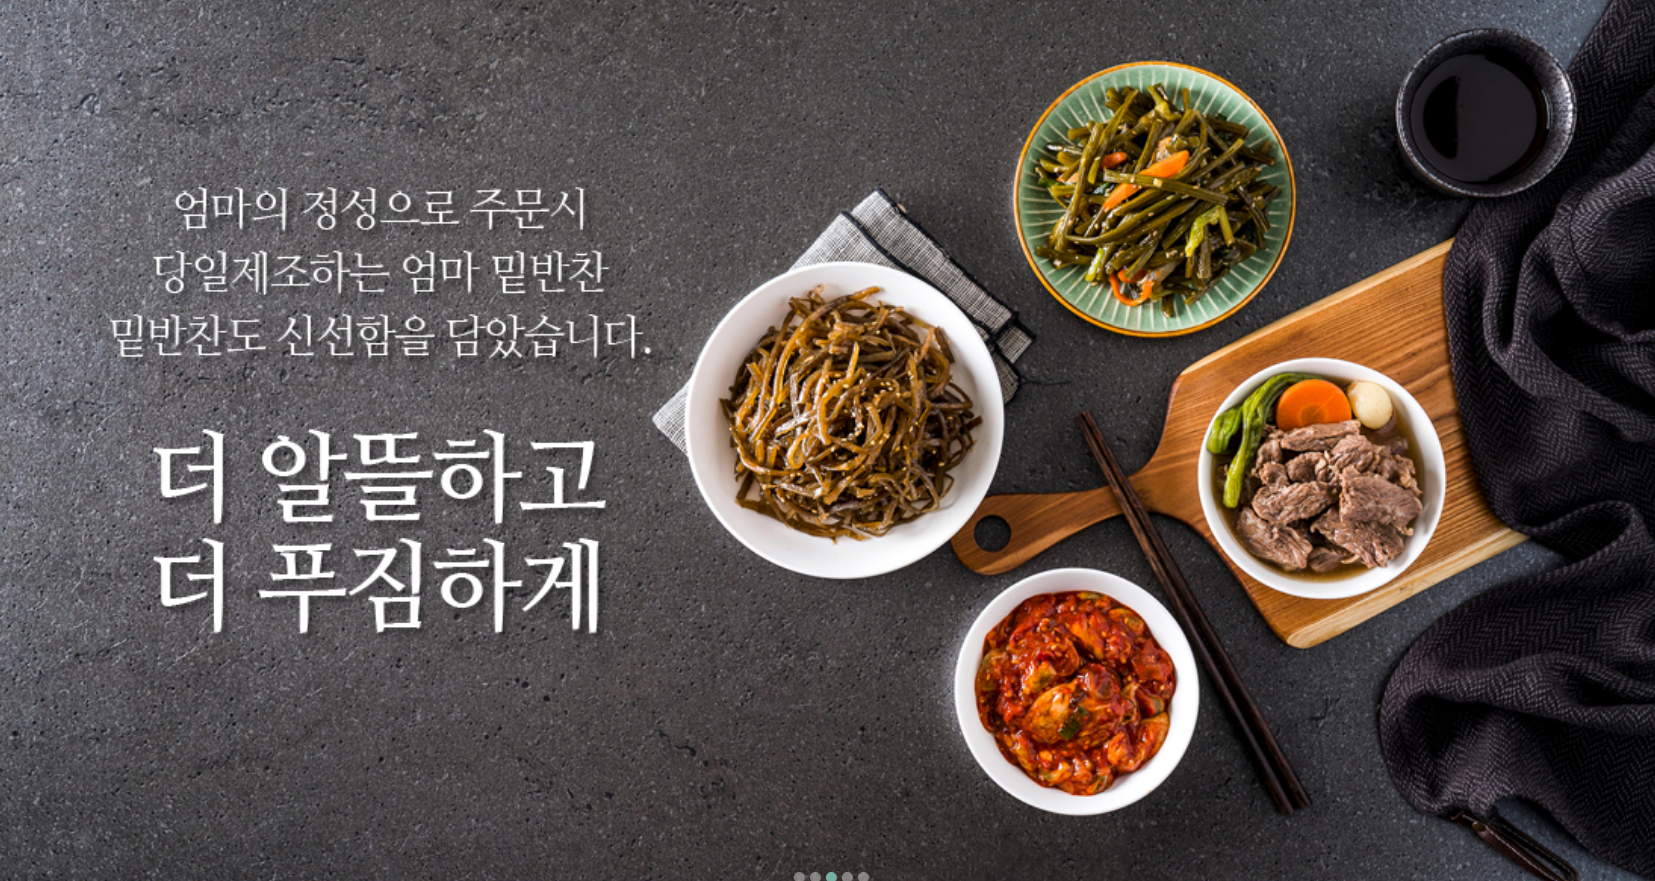 엄마의 정성으로 주문시
당일제조하는 엄마 밑반찬
밑반찬도 신선함을 담았습니다.
더 알뜰하고
더 푸짐하게